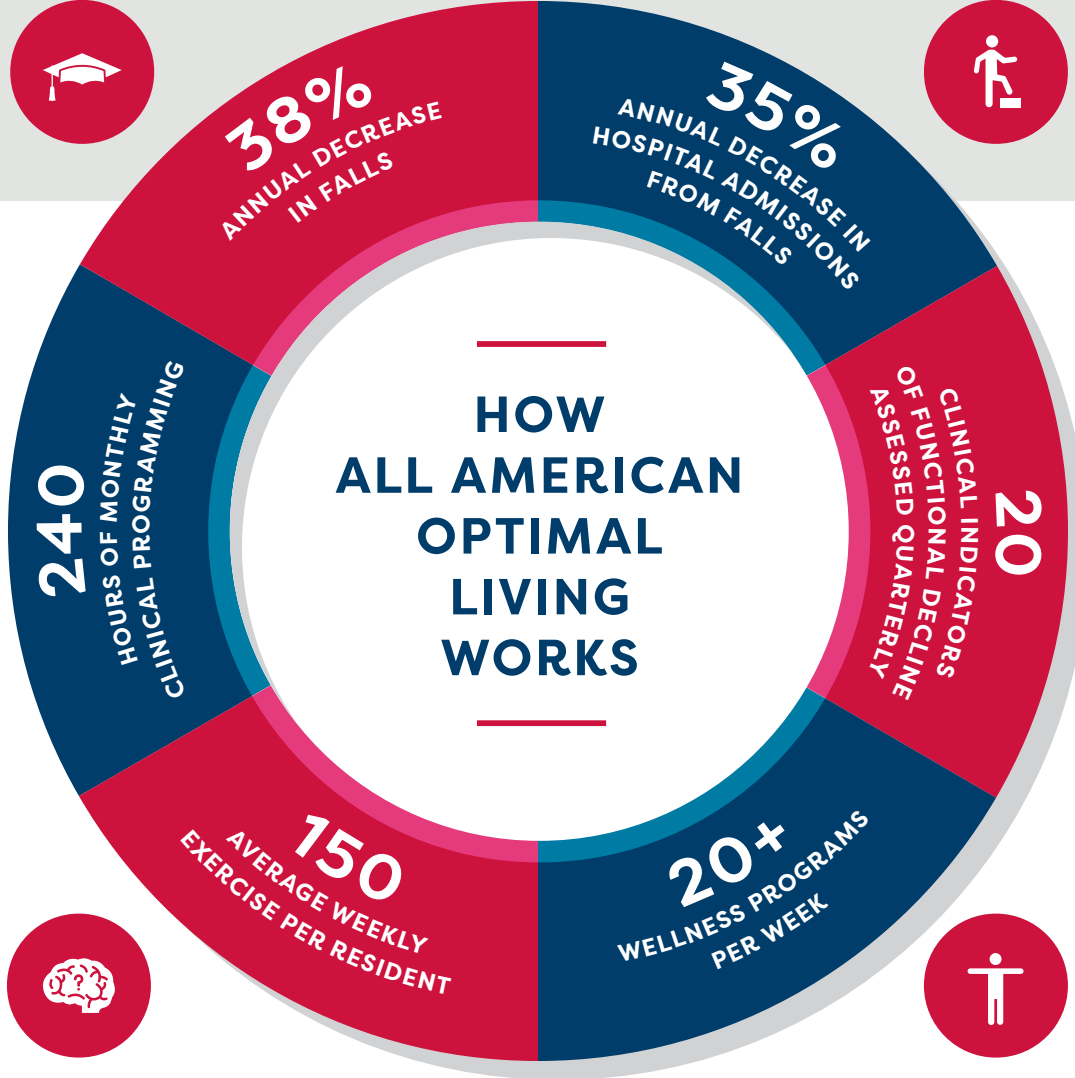 38%
ANNUAL DECREASE
IN FALLS
35%
ANNUAL DECREASE IN
HOSPITAL ADMISSIONS
FROM FALLS
20
CLINICAL INDICATORS
OF FUNCTIONAL DECLINE
ASSESSED QUARTERLY
20+
WELLNESS PROGRAMS
PER WEEK
150
AVERAGE WEEKLY
EXERCISE PER RESIDENT
240
HOURS OF MONTHLY
CLINICAL PROGRAMMING
HOW
ALL AMERICAN
OPTIMAL
LIVING
WORKS
?